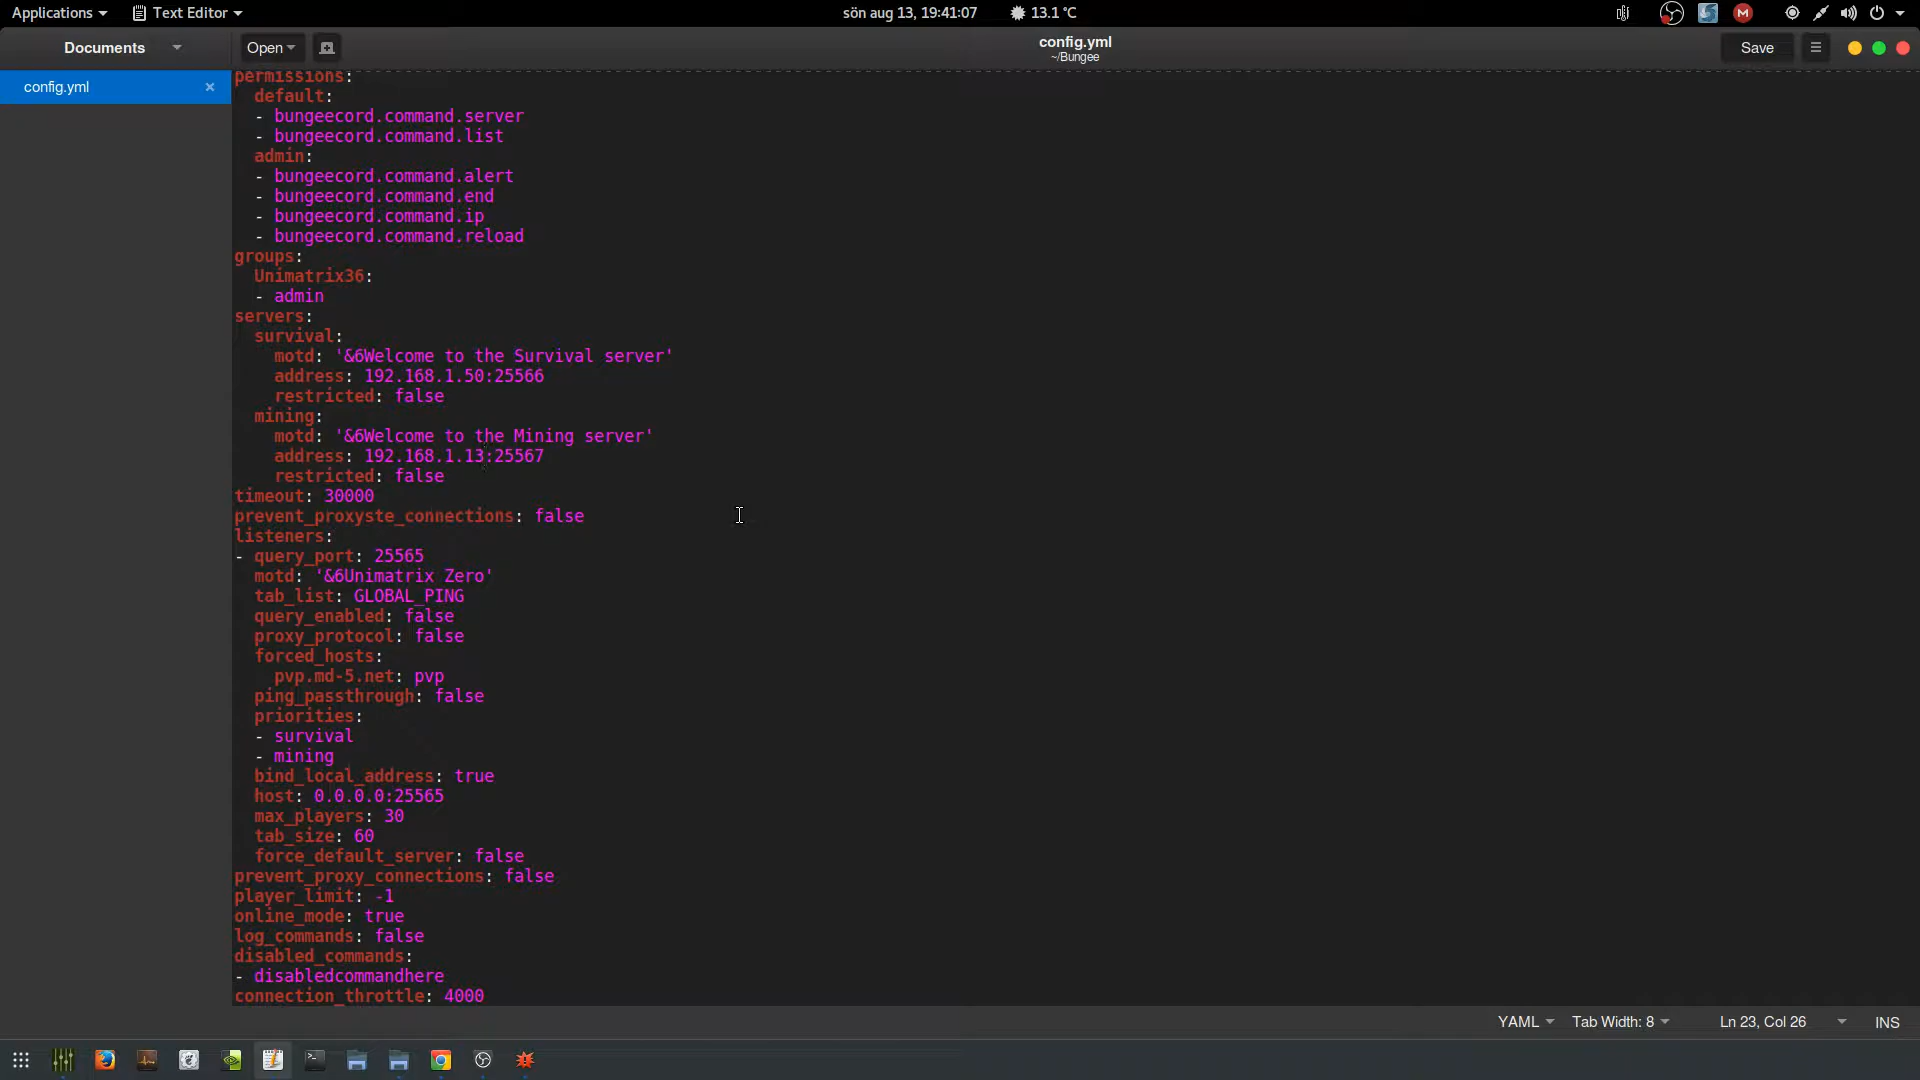 Applications
Text Editor
sön aug 13, 19:41:07
13.1 °C
Documents
Open
config.yml
~/Bungee
Save
config.yml
permissions:
default:
- bungeecord.command.server
- bungeecord.command.list
admin:
- bungeecord.command.alert
- bungeecord.command.end
- bungeecord.command.ip
- bungeecord.command.reload
groups:
Unimatrix36:
- admin
servers:
survival:
motd: '&6Welcome to the Survival server'
address: 192.168.1.50:25566
restricted: false
mining:
motd: '&6Welcome to the Mining server'
address: 192.168.1.13:25567
restricted: false
timeout: 30000
prevent_proxyste_connections: false
listeners:
- query_port: 25565
motd: '&6Unimatrix Zero'
tab_list: GLOBAL_PING
query_enabled: false
proxy_protocol: false
forced_hosts:
pvp.md-5.net: pvp
ping_passthrough: false
priorities:
- survival
- mining
bind_local_address: true
host: 0.0.0.0:25565
max_players: 30
tab_size: 60
force_default_server: false
prevent_proxy_connections: false
player_limit: -1
online_mode: true
log_commands: false
disabled_commands:
- disabledcommandhere
connection_throttle: 4000
YAML
Tab Width: 8
Ln 23, Col 26
INS